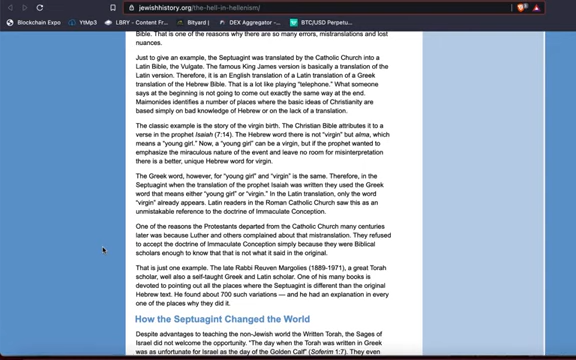 jewishhistory.org/the-hell-in-hellenism/
Blockchain Expo YtMp3 LBRY - Content Fr... Bityard | DEX Aggregator -... BTC/USD Perpetu...
Bible. That is one of the reasons why there are so many errors, mistranslations and lost
nuances.
Just to give an example, the Septuagint was translated by the Catholic Church into a
Latin Bible, the Vulgate. The famous King James version is basically a translation of the
Latin version. Therefore, it is an English translation of a Latin translation of a Greek
translation of the Hebrew Bible. That is a lot like playing "telephone." What someone
says at the beginning is not going to come out exactly the same way at the end.
Maimonides identifies a number of places where the basic ideas of Christianity are
based simply on bad knowledge of Hebrew or on the lack of a translation.
The classic example is the story of the virgin birth. The Christian Bible attributes it to a
verse in the prophet Isaiah (7:14). The Hebrew word there is not "virgin" but alma, which
means a "young girl." Now, a "young girl" can be a virgin, but if the prophet wanted to
emphasize the miraculous nature of the event and leave no room for misinterpretation
there is a better, unique Hebrew word for virgin.
The Greek word, however, for "young girl" and "virgin" is the same. Therefore, in the
Septuagint when the translation of the prophet Isaiah was written they used the Greek
word that means either "young girl" or "virgin." In the Latin translation, only the word
"virgin" already appears. Latin readers in the Roman Catholic Church saw this as an
unmistakable reference to the doctrine of Immaculate Conception.
One of the reasons the Protestants departed from the Catholic Church many centuries
later was because Luther and others complained about that mistranslation. They refused
to accept the doctrine of Immaculate Conception simply because they were Biblical
scholars enough to know that that is not what it said in the original.
That is just one example. The late Rabbi Reuven Margolies (1889-1971), a great Torah
scholar, well also a self-taught Greek and Latin scholar. One of his many books is
devoted to pointing out all the places where the Septuagint is different than the original
Hebrew text. He found about 700 such variations — and he had an explanation in every
one of the places why they did it.
How the Septuagint Changed the World
Despite advantages to teaching the non-Jewish world the Written Torah, the Sages of
Israel did not welcome the opportunity. "The day when the Torah was written in Greek
was as unfortunate for Israel as the day of the Golden Calf" (Soferim 1:7). They even